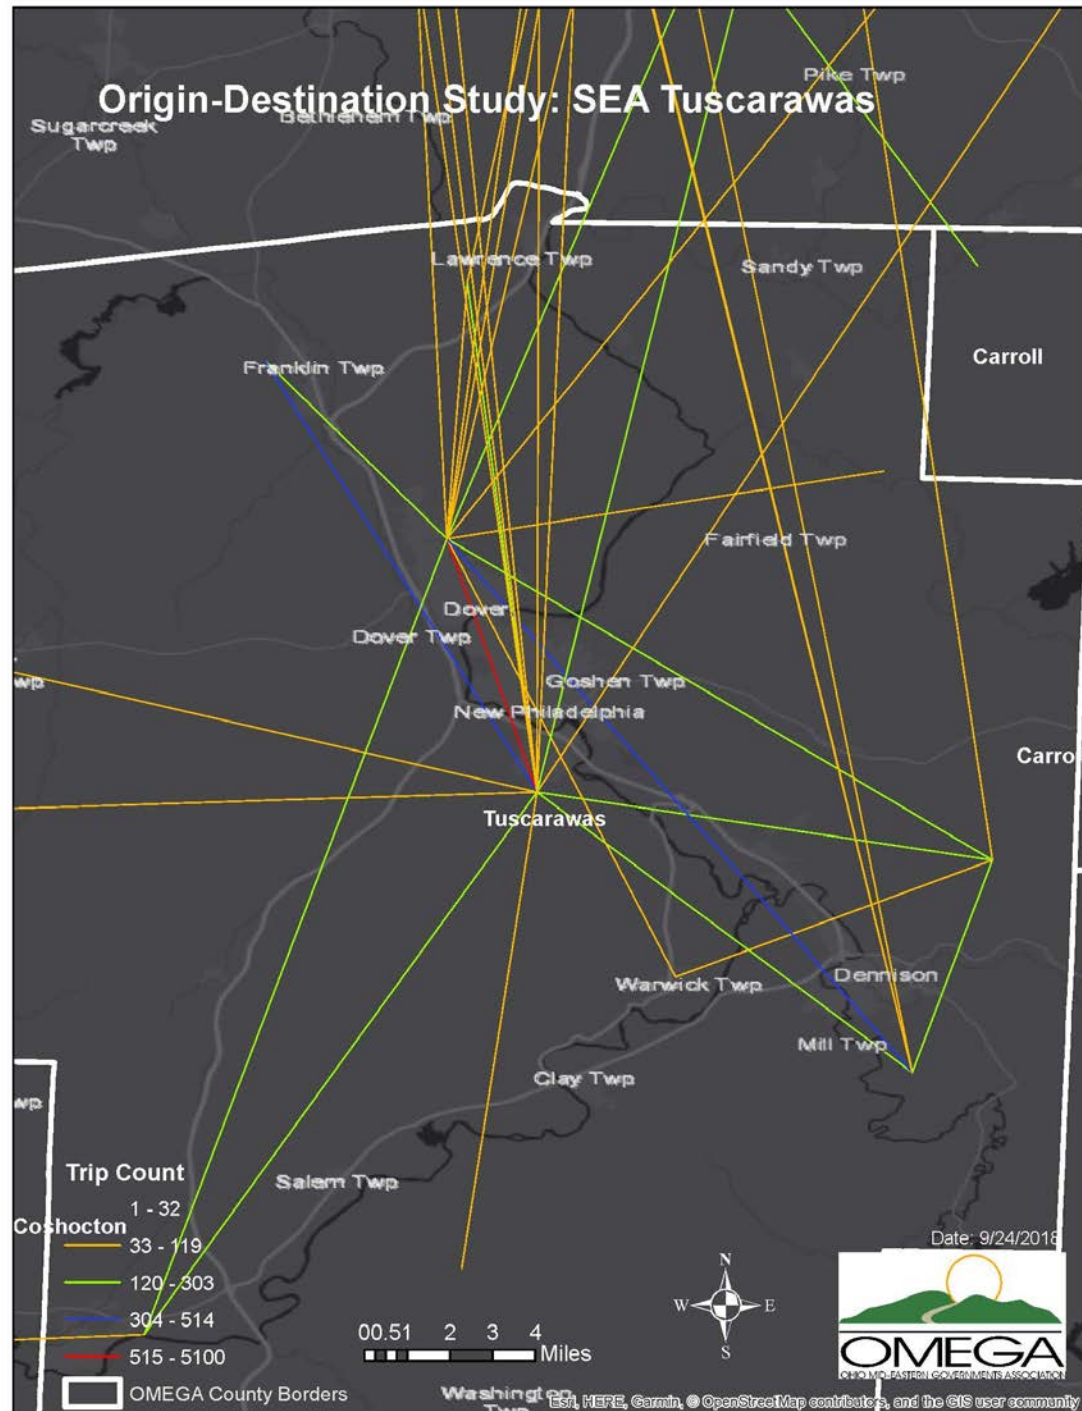 Pike Twp
Origin-Destination Study: SEA Tuscarawas
Bethlehem Twp
Sugarcreek
Twp
Lawrence Twp
Sandy Twp
Carroll
Franklin Twp
Fairfield Twp
Dover
Dover Twp
Goshen Twp
wp
New Philadelphia
Carro
Tuscarawas
Dennison
Warwick Twp
Mill Twp
Clay Twp
wp
Trip Count
Salem Twp
1 - 32
Coshocton
33 - 119
120 - 303
304 - 514
515 - 5100
OMEGA County Borders
Date: 9/24/2018
N
W E
S
00.51 2 3 4
Miles
OMEGA
OHIO MID-EASTERN GOVERNMENTS ASSOCIATION
Washington
Twp
Esri, HERE, Garmin, © OpenStreetMap contributors, and the GIS user community